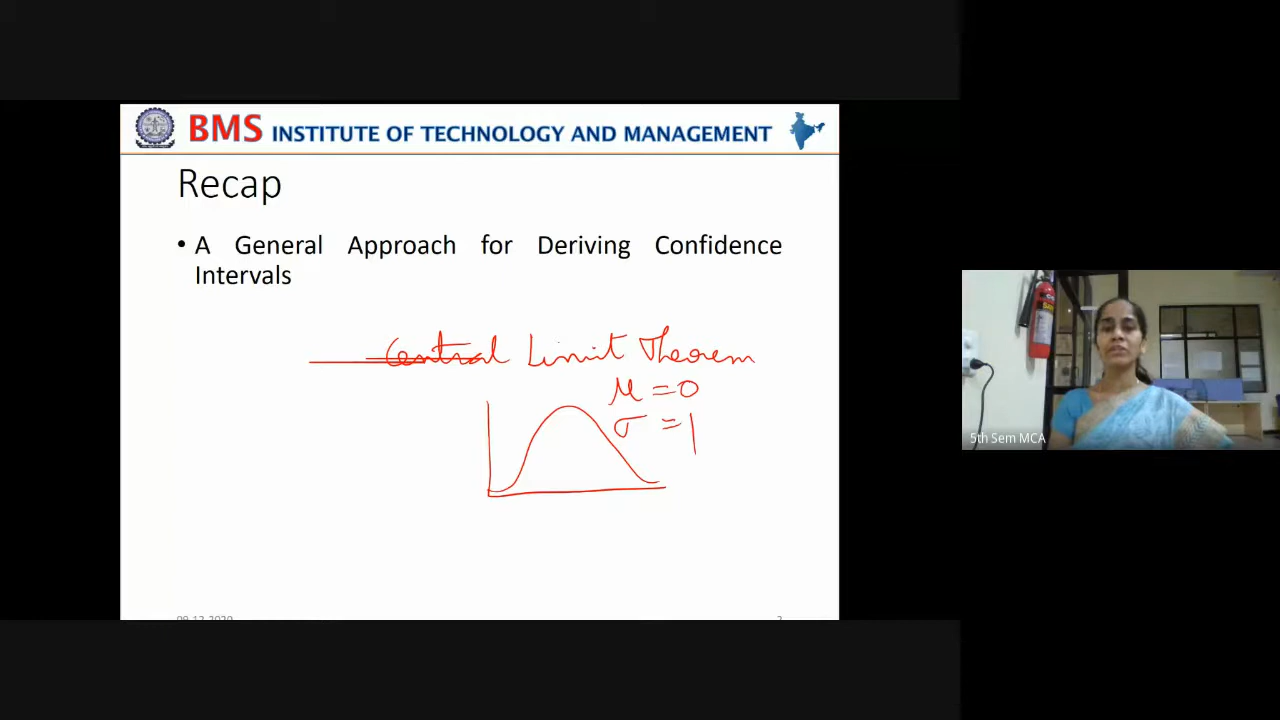 BMS INSTITUTE OF TECHNOLOGY AND MANAGEMENT
Recap
• A General Approach for Deriving Confidence
Intervals
Central Limit Theorem
μ = 0
σ = 1
5th Sem MCA